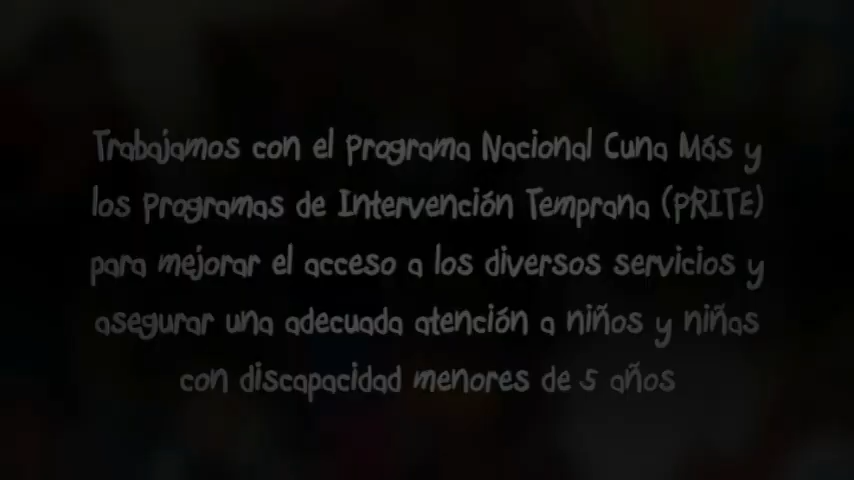 Trabajamos con el Programa Nacional Cuna Más y
los Programas de Intervención Temprana (PRITE)
para mejorar el acceso a los diversos servicios y
asegurar una adecuada atención a niños y niñas
con discapacidad menores de 5 años